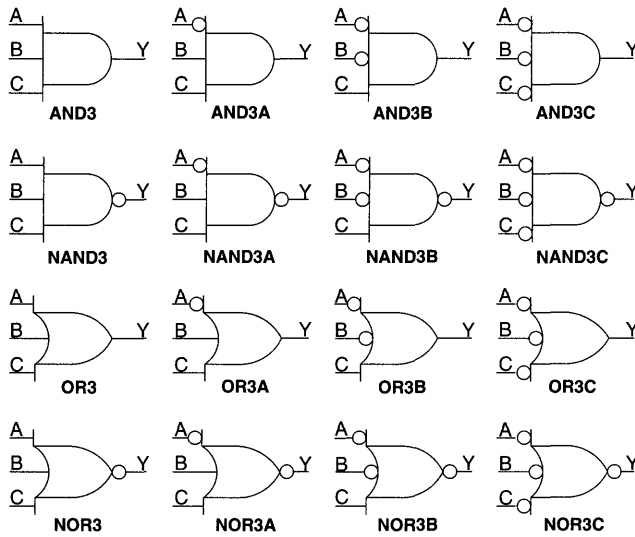 A A A A
B Y B Y B Y B Y
C C C C
AND3 AND3A AND3B AND3C
A A A A
B Y B Y B Y B Y
C C C C
NAND3 NAND3A NAND3B NAND3C
A A A A
B Y B Y B Y B Y
C C C C
OR3 OR3A OR3B OR3C
A A A A
B Y B Y B Y B Y
C C C C
NOR3 NOR3A NOR3B NOR3C